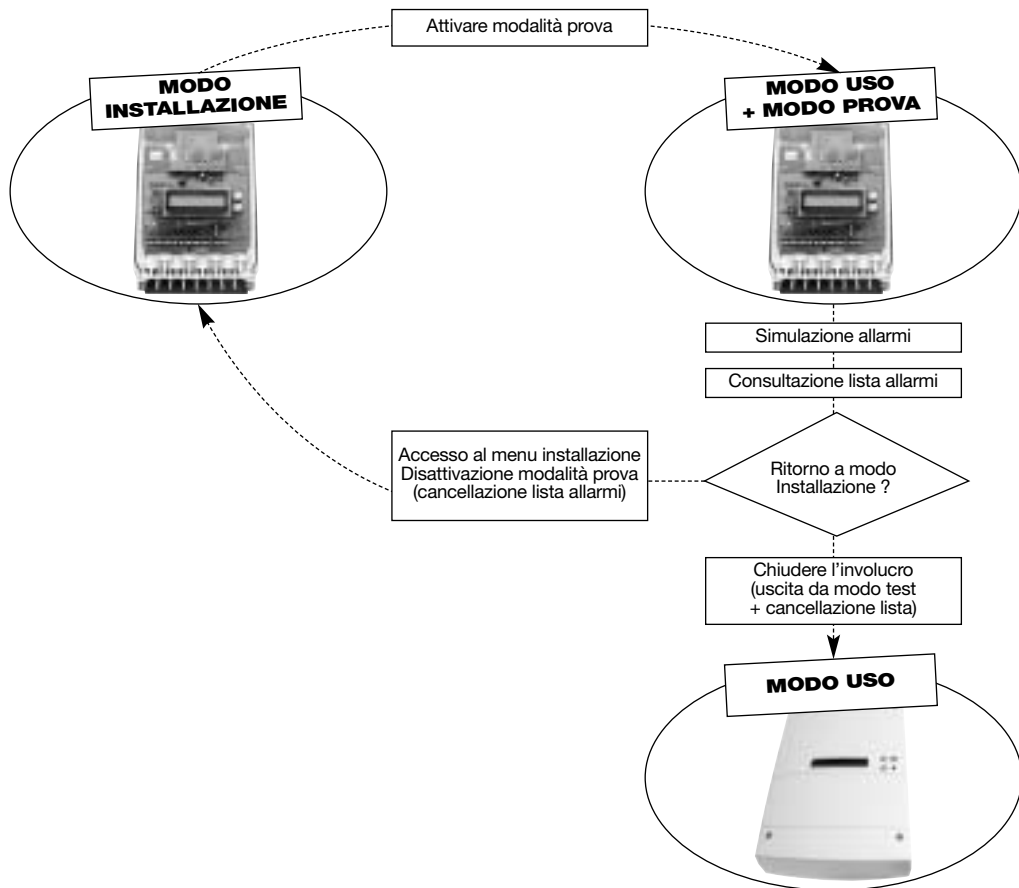 Attivare modalità prova
MODO
INSTALLAZIONE
MODO USO
+ MODO PROVA
Simulazione allarmi
Consultazione lista allarmi
Ritorno a modo
Installazione ?
Accesso al menu installazione
Disattivazione modalità prova
(cancellazione lista allarmi)
Chiudere l'involucro
(uscita da modo test
+ cancellazione lista)
MODO USO